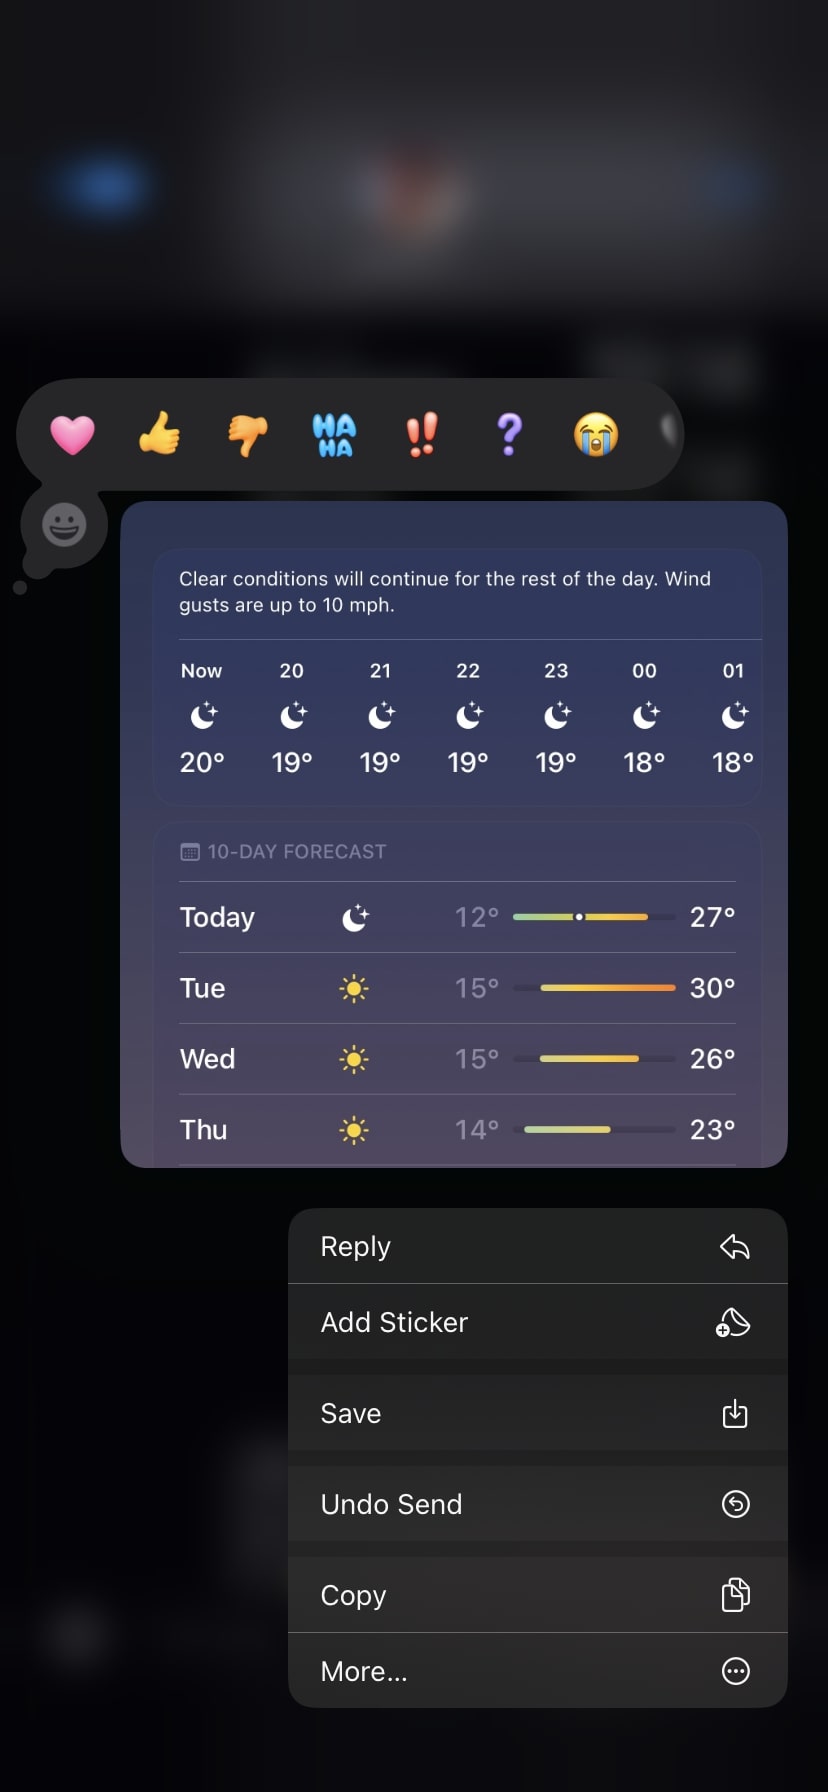 HA
HA
Clear conditions will continue for the rest of the day. Wind
gusts are up to 10 mph.
Now 20 21 22 23 00 01
20° 19° 19° 19° 19° 18° 18°
10-DAY FORECAST
Today 12° 27°
Tue 15° 30°
Wed 15° 26°
Thu 14° 23°
Reply
Add Sticker
Save
Undo Send
Copy
More...